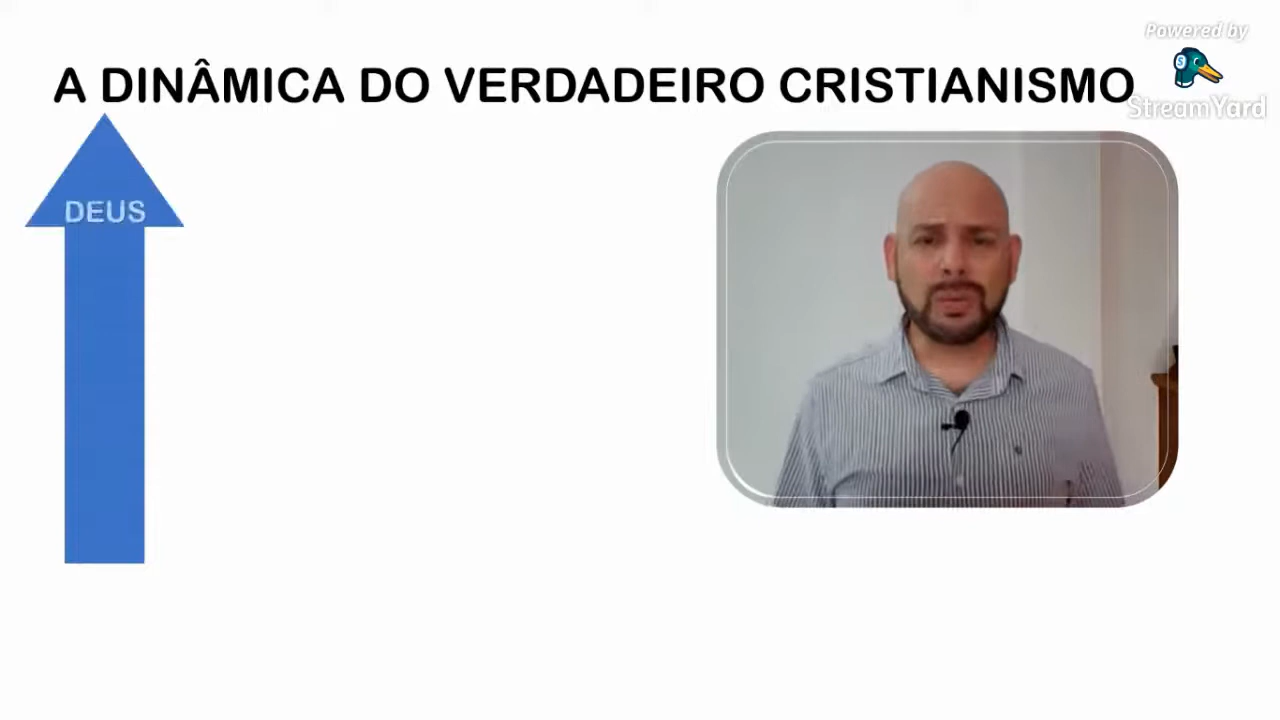 Powered by
A DINÂMICA DO VERDADEIRO CRISTIANISMO
S
StreamYard
DEUS